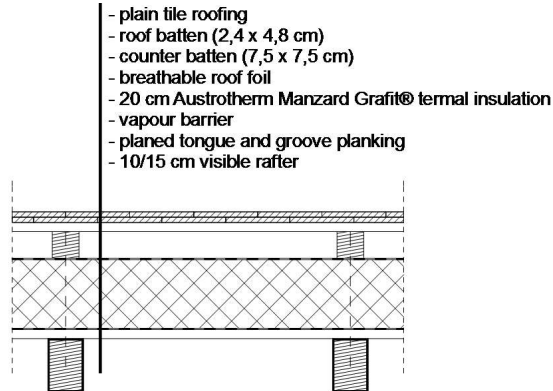 - plain tile roofing
- roof batten (2,4 x 4,8 cm)
- counter batten (7,5 x 7,5 cm)
- breathable roof foil
- 20 cm Austrotherm Manzard Grafit® termal insulation
- vapour barrier
- planed tongue and groove planking
- 10/15 cm visible rafter